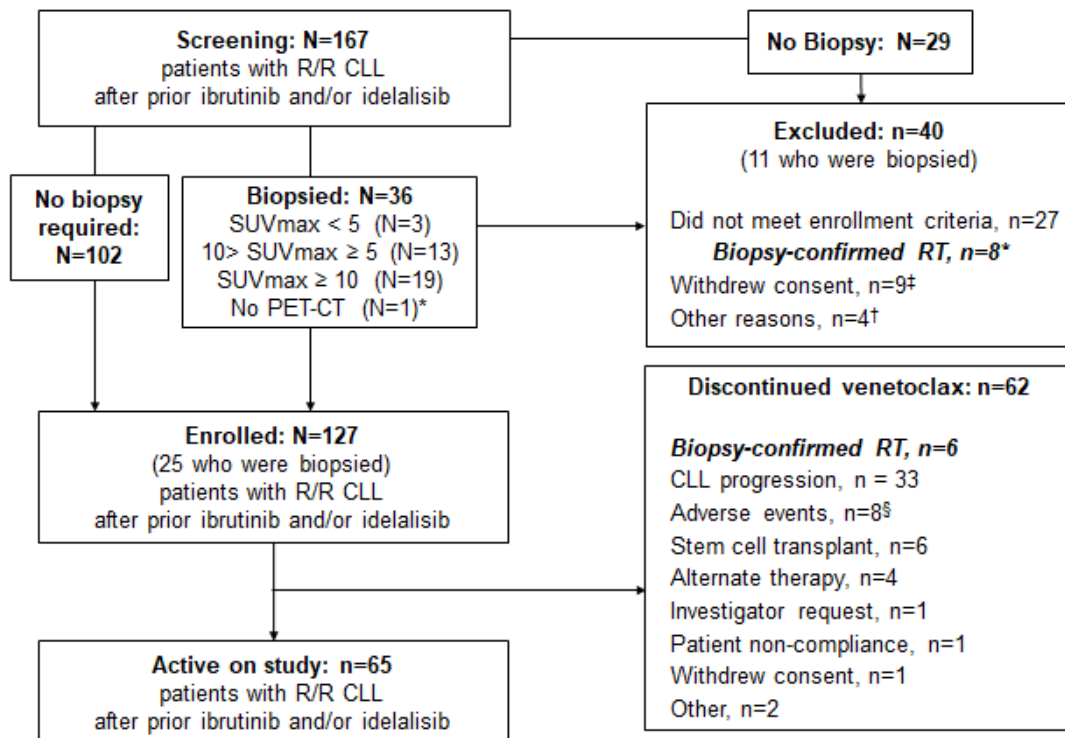 Screening: N=167
patients with R/R CLL
after prior ibrutinib and/or idelalisib
No Biopsy: N=29
Excluded: n=40
(11 who were biopsied)
Did not meet enrollment criteria, n=27
Biopsy-confirmed RT, n=8*
Withdrew consent, n=9‡
Other reasons, n=4†
No biopsy
required:
N=102
Biopsied: N=36
SUVmax < 5 (N=3)
10> SUVmax ≥ 5 (N=13)
SUVmax ≥ 10 (N=19)
No PET-CT (N=1)*
Enrolled: N=127
(25 who were biopsied)
patients with R/R CLL
after prior ibrutinib and/or idelalisib
Discontinued venetoclax: n=62
Biopsy-confirmed RT, n=6
CLL progression, n = 33
Adverse events, n=8§
Stem cell transplant, n=6
Alternate therapy, n=4
Investigator request, n=1
Patient non-compliance, n=1
Withdrew consent, n=1
Other, n=2
Active on study: n=65
patients with R/R CLL
after prior ibrutinib and/or idelalisib